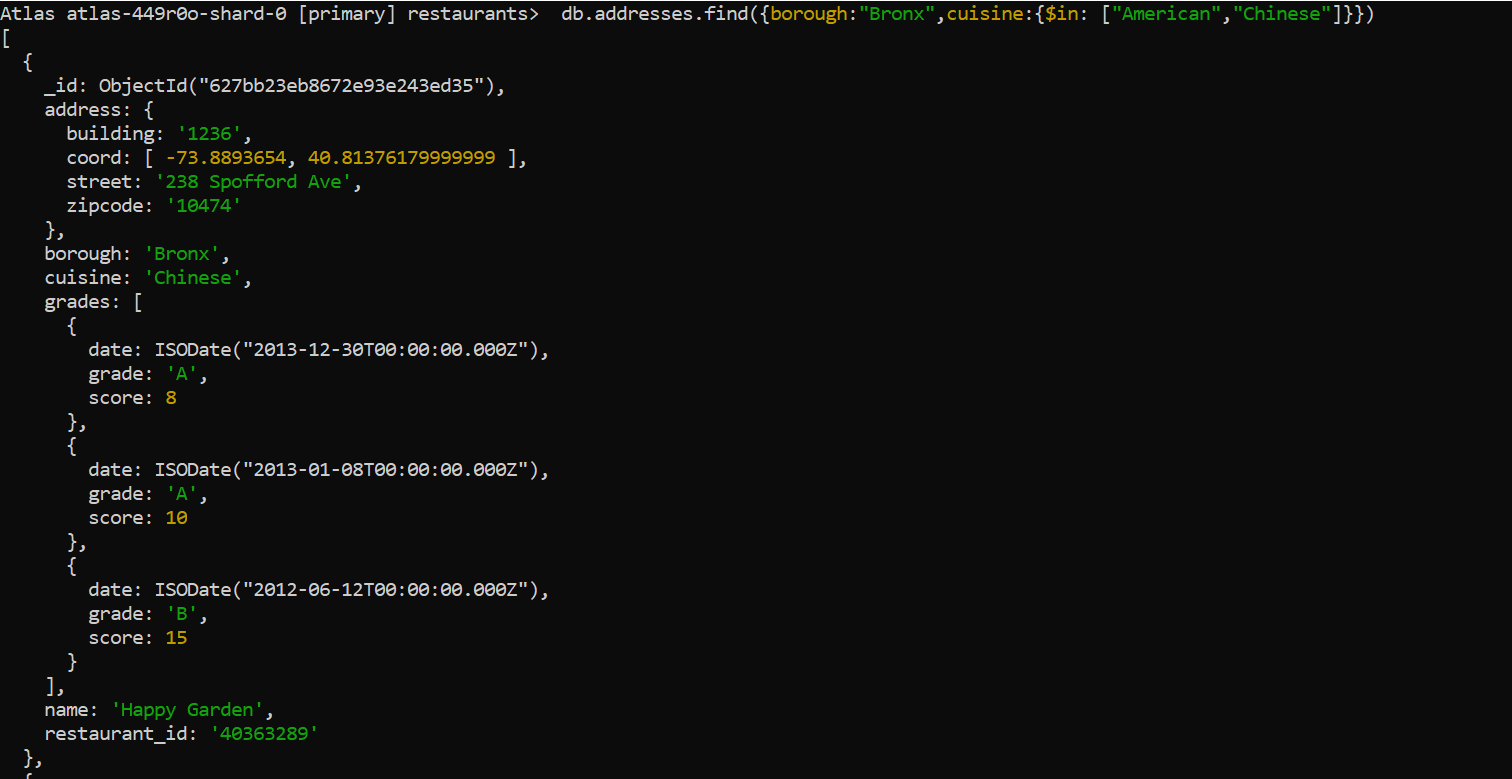 Atlas atlas-449r0o-shard-0 [primary] restaurants>  db.addresses.find({borough:"Bronx",cuisine:{$in: ["American","Chinese"]}})
[
  {
    _id: ObjectId("627bb23eb8672e93e243ed35"),
    address: {
      building: '1236',
      coord: [ -73.8893654, 40.81376179999999 ],
      street: '238 Spofford Ave',
      zipcode: '10474'
    },
    borough: 'Bronx',
    cuisine: 'Chinese',
    grades: [
      {
        date: ISODate("2013-12-30T00:00:00.000Z"),
        grade: 'A',
        score: 8
      },
      {
        date: ISODate("2013-01-08T00:00:00.000Z"),
        grade: 'A',
        score: 10
      },
      {
        date: ISODate("2012-06-12T00:00:00.000Z"),
        grade: 'B',
        score: 15
      }
    ],
    name: 'Happy Garden',
    restaurant_id: '40363289'
  },
  {